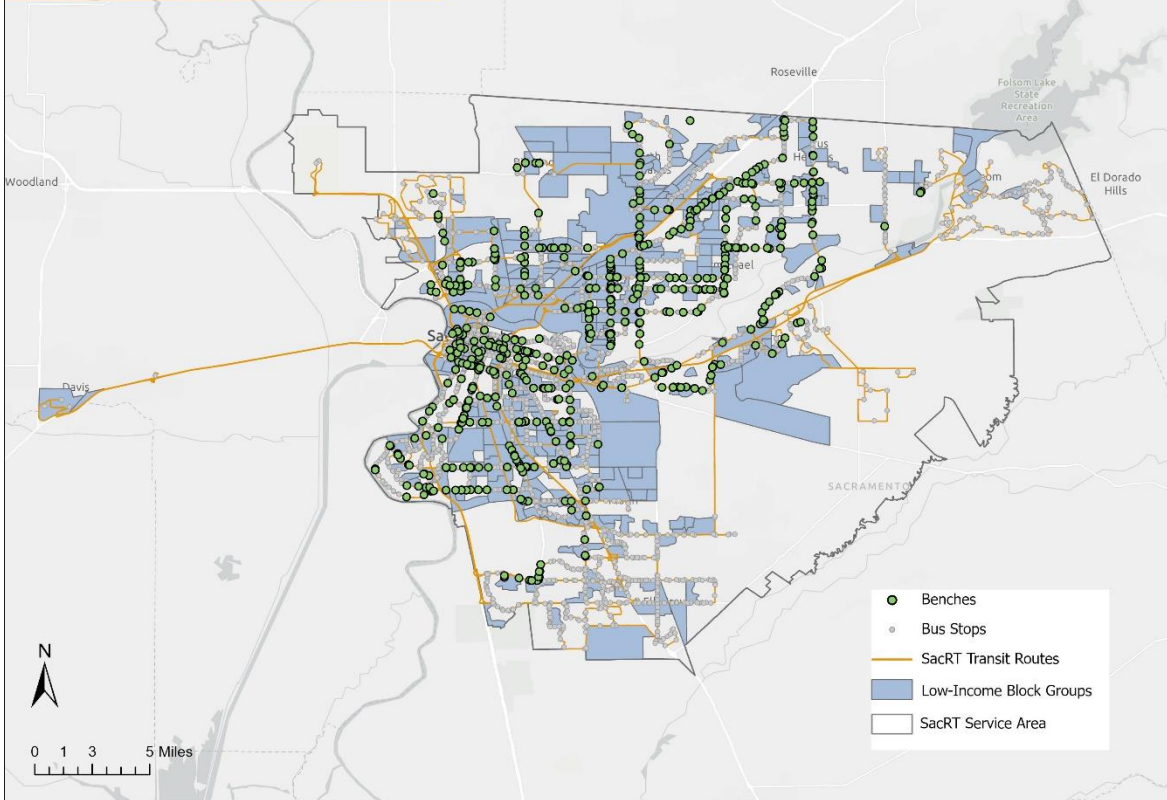 Roseville
Folsom Lake
State
Recreation
Area
Woodland
El Dorado
Hills
Davis
SACRAMENTO
Benches
Bus Stops
SacRT Transit Routes
Low-Income Block Groups
SacRT Service Area
N
0 1 3 5 Miles